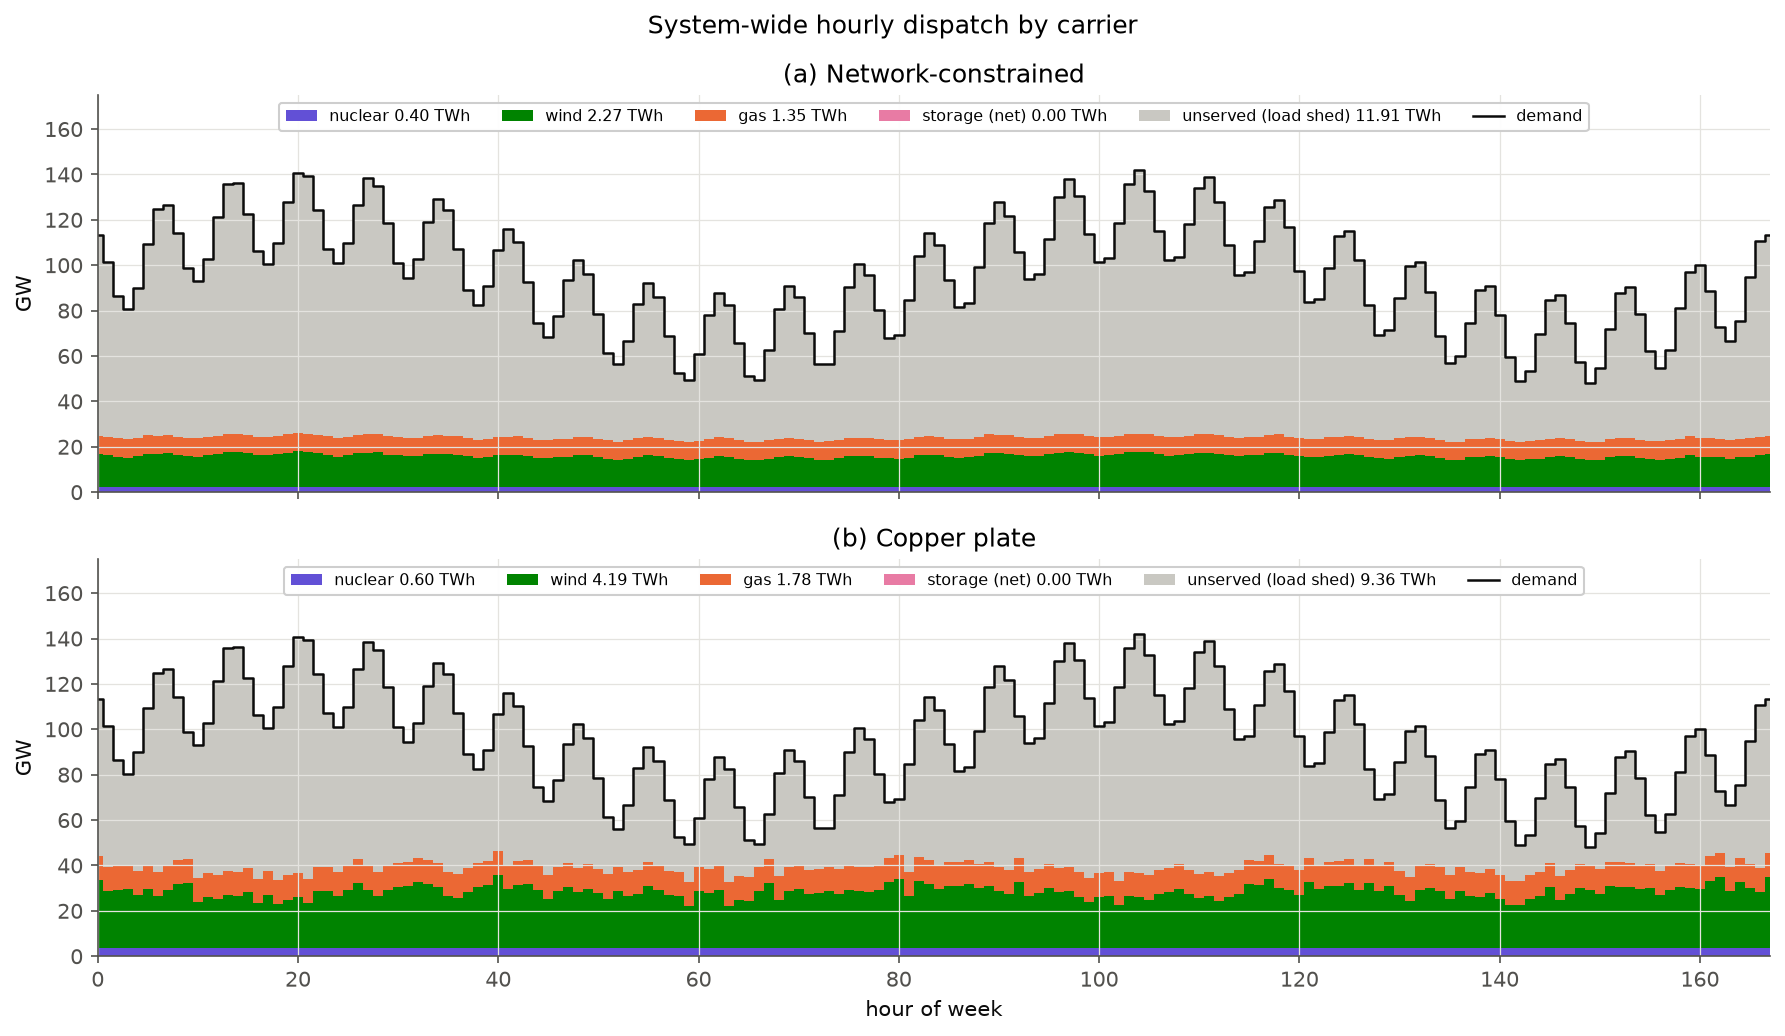 System-wide hourly dispatch by carrier
(a) Network-constrained
nuclear 0.40 TWh wind 2.27 TWh gas 1.35 TWh storage (net) 0.00 TWh unserved (load shed) 11.91 TWh demand
160
140
120
100
80
60
40
20
0
GW
(b) Copper plate
nuclear 0.60 TWh wind 4.19 TWh gas 1.78 TWh storage (net) 0.00 TWh unserved (load shed) 9.36 TWh demand
160
140
120
100
80
60
40
20
0
GW
0 20 40 60 80 100 120 140 160
hour of week